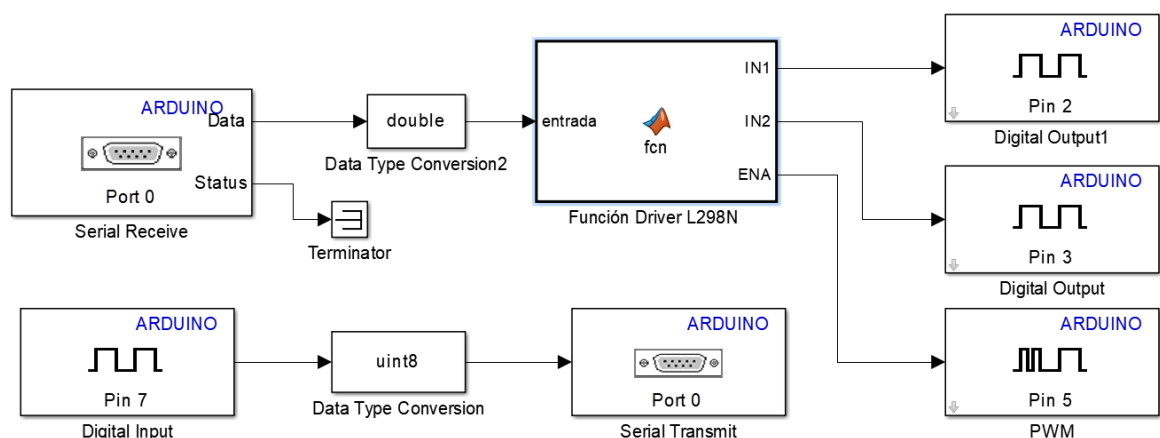 ARDUINO
Data
Port 0
Status
Serial Receive
double
Data Type Conversion2
Terminator
entrada
fcn
IN1
IN2
ENA
Función Driver L298N
ARDUINO
Pin 2
Digital Output1
ARDUINO
Pin 3
Digital Output
ARDUINO
Pin 7
Digital Input
uint8
Data Type Conversion
ARDUINO
Port 0
Serial Transmit
ARDUINO
Pin 5
PWM